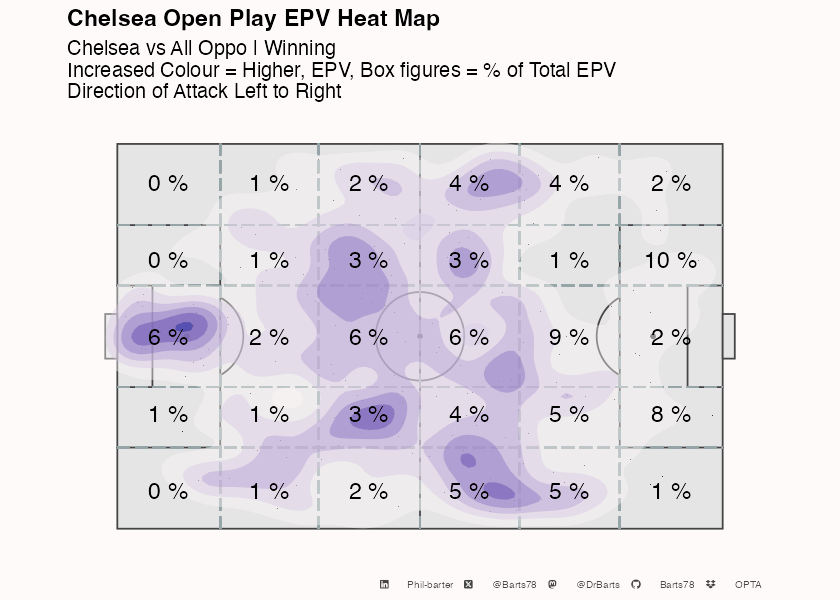 Chelsea Open Play EPV Heat Map
Chelsea vs All Oppo | Winning
Increased Colour = Higher, EPV, Box figures = % of Total EPV
Direction of Attack Left to Right
0 % 1 % 2 % 4 % 4 % 2 %
0 % 1 % 3 % 3 % 1 % 10 %
6 % 2 % 6 % 6 % 9 % 2 %
1 % 1 % 3 % 4 % 5 % 8 %
0 % 1 % 2 % 5 % 5 % 1 %
Phil-barter @Barts78 @DrBarts Barts78 OPTA